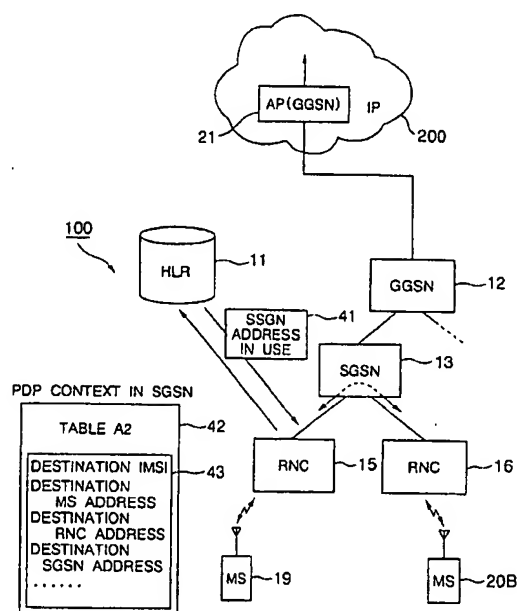 AP(GGSN)
IP
21
200
100
HLR
11
GGSN
12
SSGN
ADDRESS
IN USE
41
SGSN
13
PDP CONTEXT IN SGSN
TABLE A2
42
DESTINATION IMSI
43
DESTINATION
MS ADDRESS
DESTINATION
RNC ADDRESS
DESTINATION
SGSN ADDRESS
......
RNC
15
RNC
16
MS
19
MS
20B